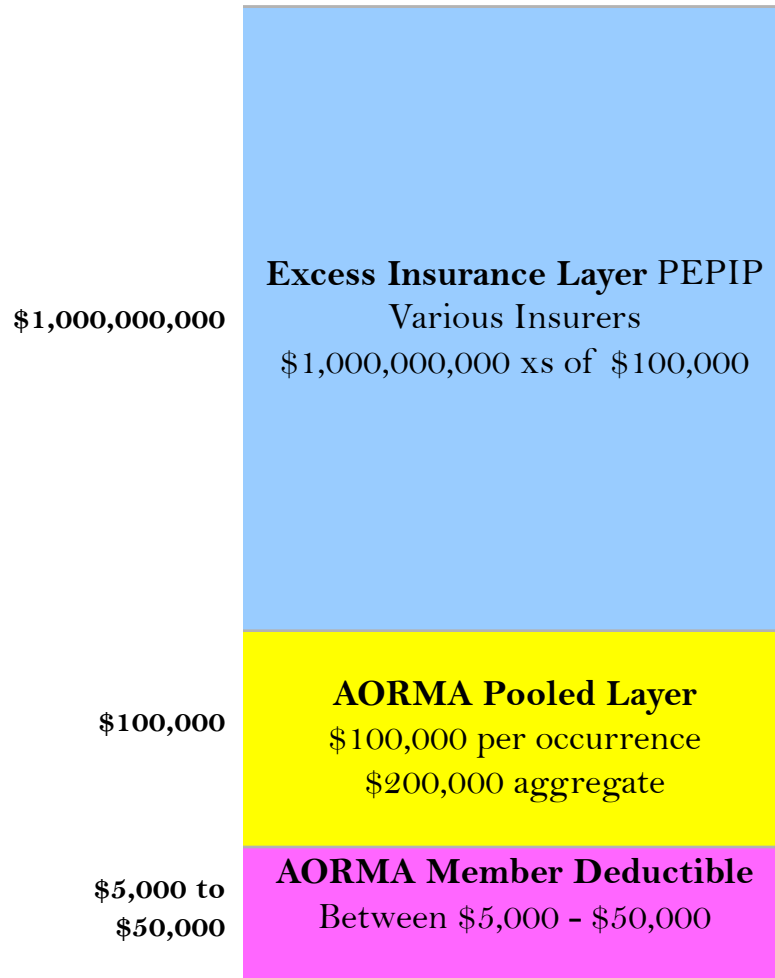 $1,000,000,000
Excess Insurance Layer PEPIP
Various Insurers
$1,000,000,000 xs of $100,000
$100,000
AORMA Pooled Layer
$100,000 per occurrence
$200,000 aggregate
$5,000 to
$50,000
AORMA Member Deductible
Between $5,000 - $50,000